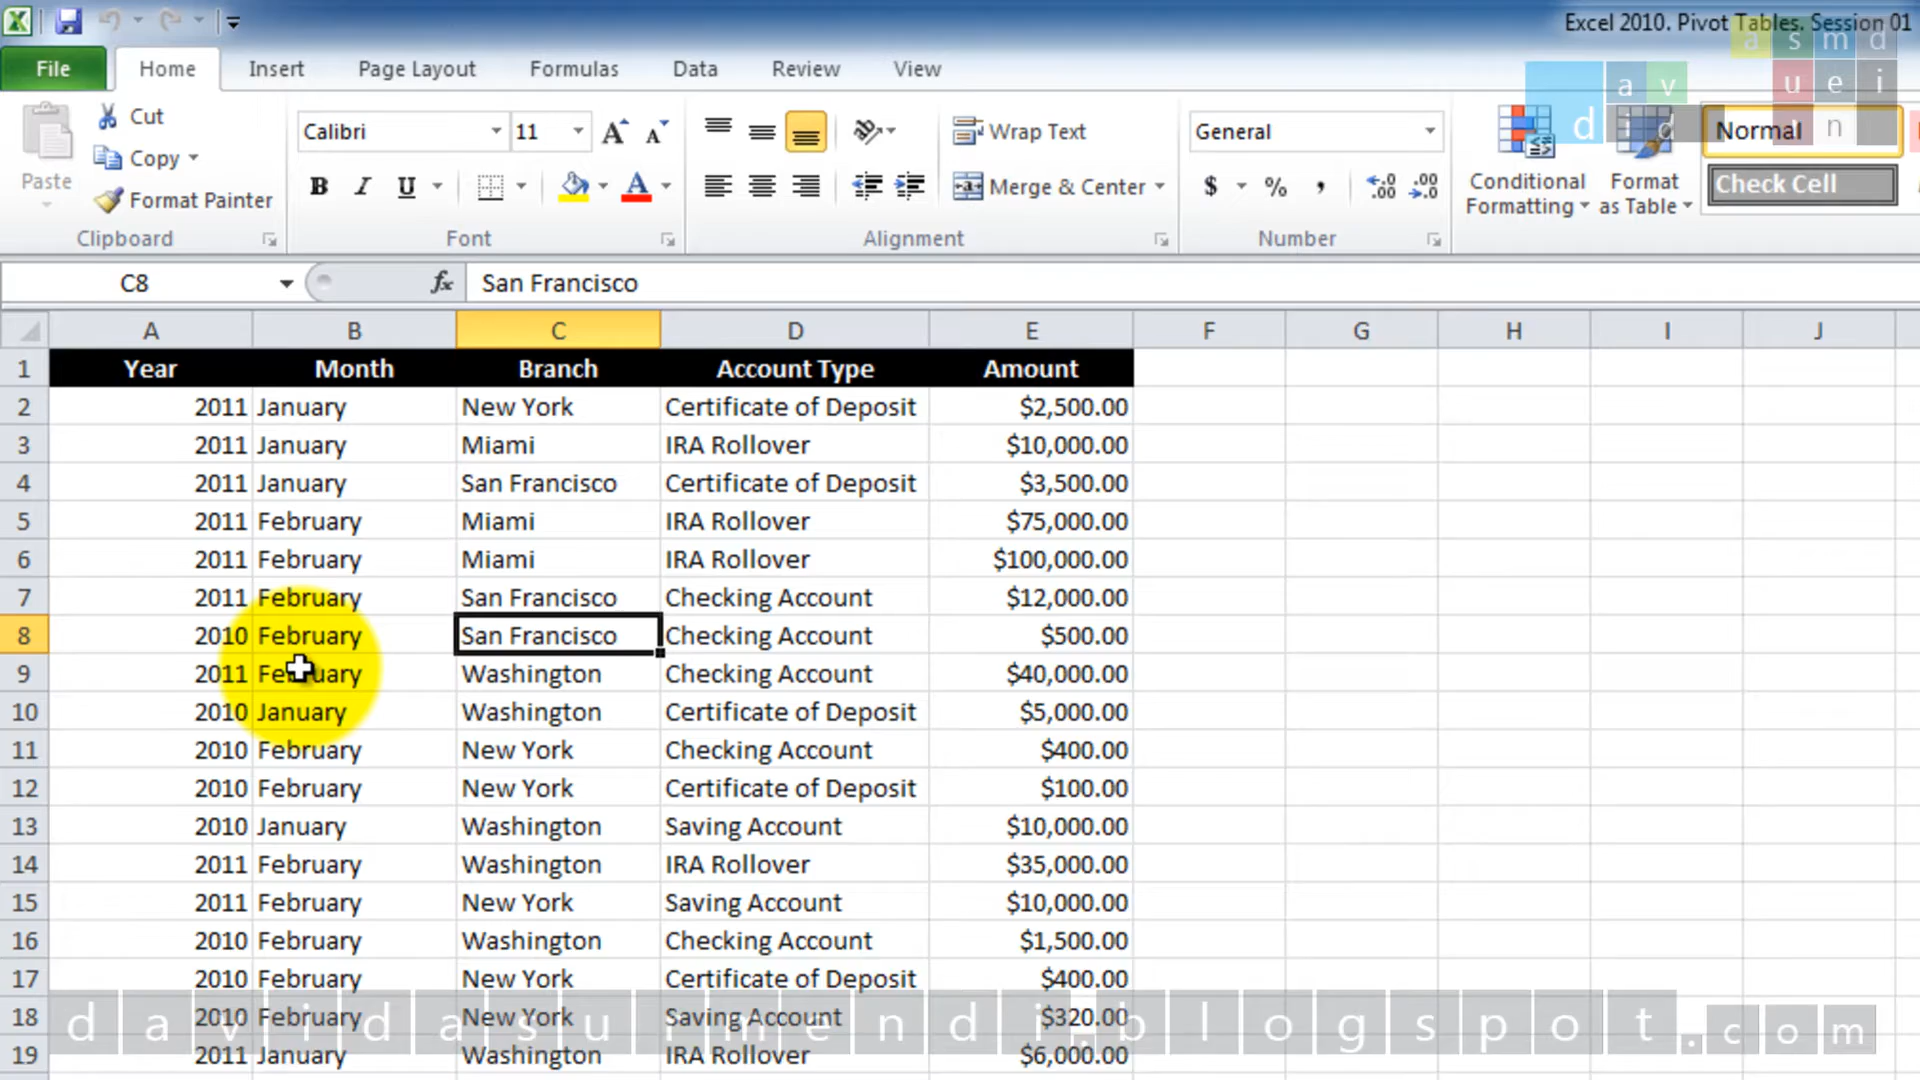 Excel 2010. Pivot Tables. Session 01
File Home Insert Page Layout Formulas Data Review View
a s m d
a v u e i
d i d n
Paste
Cut
Copy
Format Painter
Clipboard
Calibri 11
B I U A
Font
Wrap Text
Merge & Center
Alignment
General
$ % ,
Number
Conditional Formatting
Format as Table
Normal
Check Cell
C8 fx San Francisco
A B C D E F G H I J
1 Year Month Branch Account Type Amount
2 2011 January New York Certificate of Deposit $2,500.00
3 2011 January Miami IRA Rollover $10,000.00
4 2011 January San Francisco Certificate of Deposit $3,500.00
5 2011 February Miami IRA Rollover $75,000.00
6 2011 February Miami IRA Rollover $100,000.00
7 2011 February San Francisco Checking Account $12,000.00
8 2010 February San Francisco Checking Account $500.00
9 2011 February Washington Checking Account $40,000.00
10 2010 January Washington Certificate of Deposit $5,000.00
11 2010 February New York Checking Account $400.00
12 2010 February New York Certificate of Deposit $100.00
13 2010 January Washington Saving Account $10,000.00
14 2011 February Washington IRA Rollover $35,000.00
15 2011 February New York Saving Account $10,000.00
16 2010 February Washington Checking Account $1,500.00
17 2010 February New York Certificate of Deposit $400.00
18 2010 February New York Saving Account $320.00
davidasurmendi.blogspot.com
19 2011 January Washington IRA Rollover $6,000.00